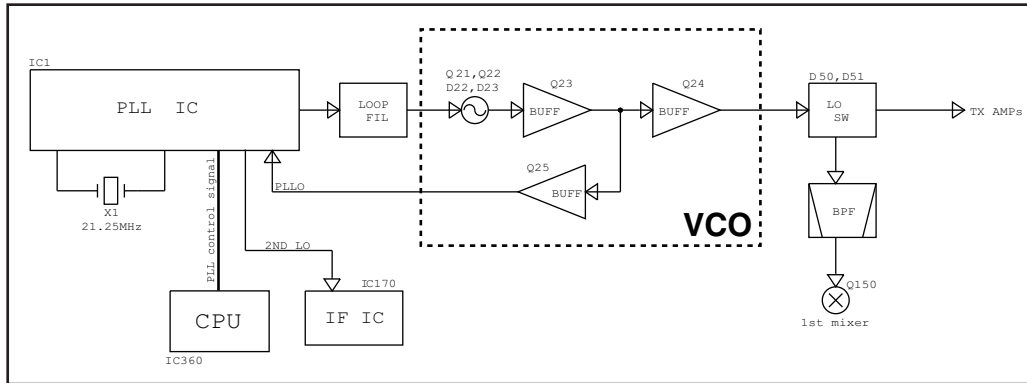 IC1
PLL IC
LOOP
FIL
Q21,Q22
D22,D23
Q23
BUFF
Q24
BUFF
D50,D51
LO
SW
TX AMPs
Q25
BUFF
PLLO
VCO
X1
21.25MHz
PLL control signal
2ND LO
BPF
IC170
IF IC
CPU
IC360
Q150
1st mixer